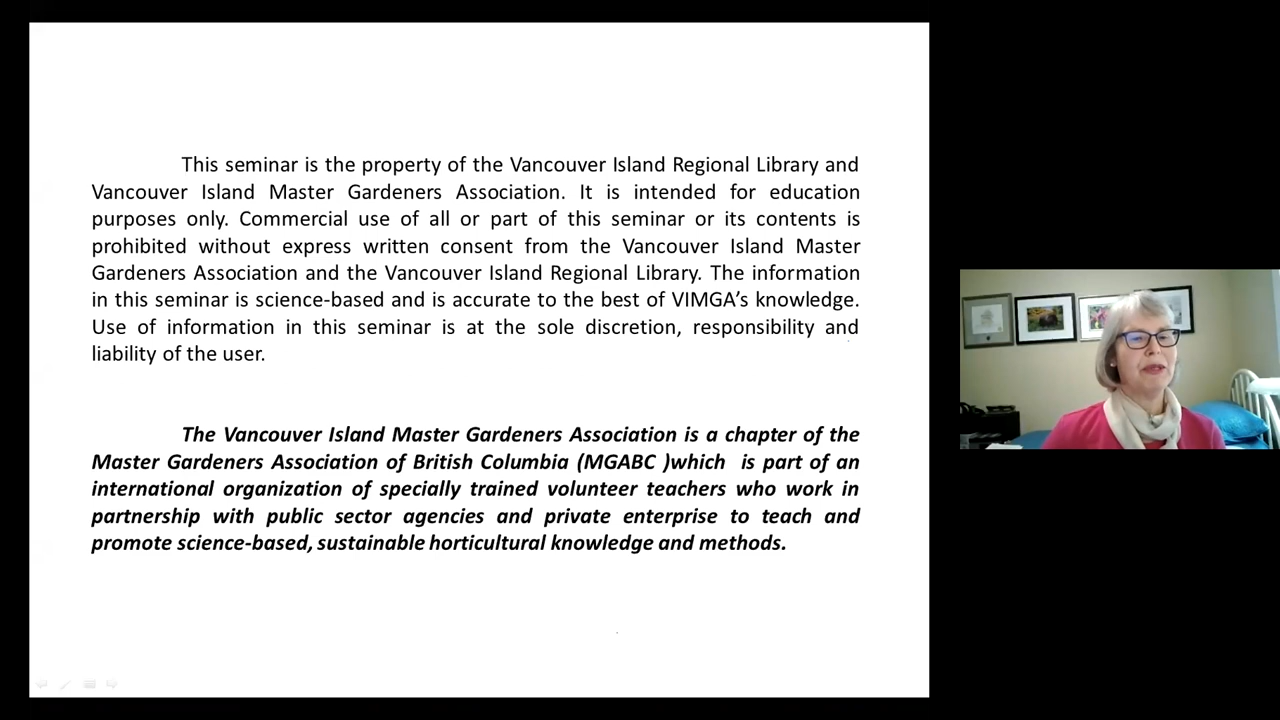 This seminar is the property of the Vancouver Island Regional Library and
Vancouver Island Master Gardeners Association. It is intended for education
purposes only. Commercial use of all or part of this seminar or its contents is
prohibited without express written consent from the Vancouver Island Master
Gardeners Association and the Vancouver Island Regional Library. The information
in this seminar is science-based and is accurate to the best of VIMGA’s knowledge.
Use of information in this seminar is at the sole discretion, responsibility and
liability of the user.
The Vancouver Island Master Gardeners Association is a chapter of the
Master Gardeners Association of British Columbia (MGABC )which is part of an
international organization of specially trained volunteer teachers who work in
partnership with public sector agencies and private enterprise to teach and
promote science-based, sustainable horticultural knowledge and methods.